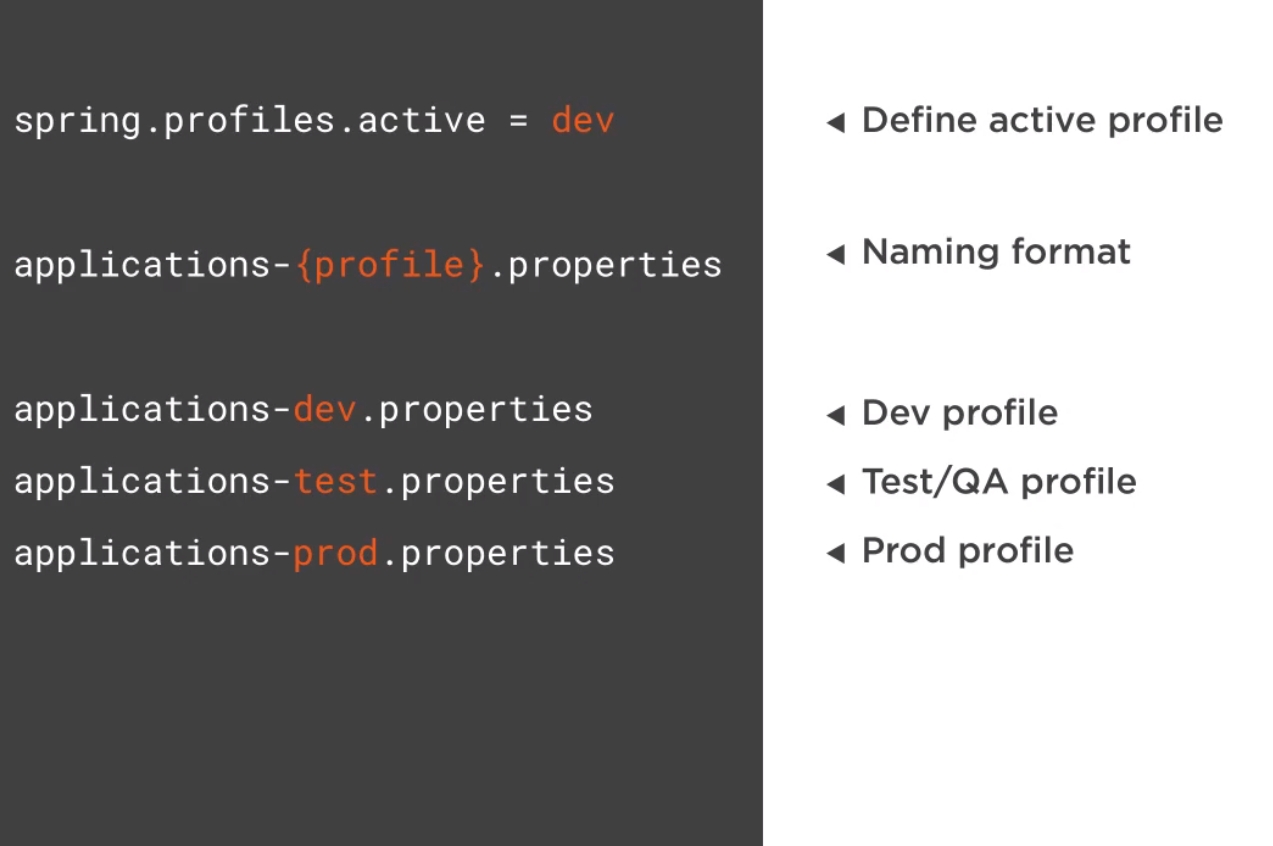 spring.profiles.active = dev
◄ Define active profile
applications-{profile}.properties
◄ Naming format
applications-dev.properties
◄ Dev profile
applications-test.properties
◄ Test/QA profile
applications-prod.properties
◄ Prod profile